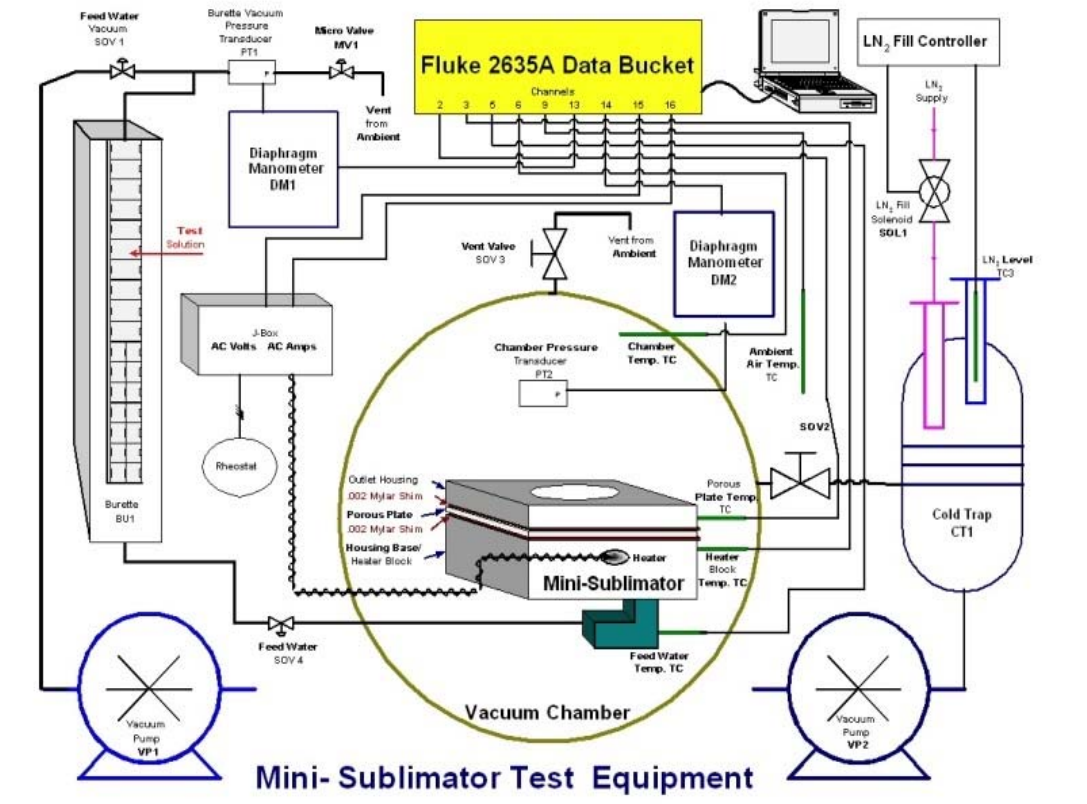 Feed Water
Vacuum
SOV 1
Burette Vacuum
Pressure
Transducer
PT1
P
Micro Valve
MV1
Vent
from
Ambient
Fluke 2635A Data Bucket
Channels
2 3 5 6 9 13 14 15 16
LN2 Fill Controller
LN2
Supply
LN2 Fill
Solenoid
SOL1
LN2 Level
TC3
Diaphragm
Manometer
DM1
Test
Solution
Vent Valve
SOV 3
Vent from
Ambient
Diaphragm
Manometer
DM2
J-Box
AC Volts AC Amps
Chamber Pressure
Transducer
PT2
P
Chamber
Temp. TC
Ambient
Air Temp.
TC
SOV2
Rheostat
Burette
BU1
Outlet Housing
.002 Mylar Shim
Porous Plate
.002 Mylar Shim
Housing Base/
Heater Block
Heater
Mini-Sublimator
Porous
Plate Temp.
TC
Heater
Block
Temp. TC
Cold Trap
CT1
Feed Water
SOV 4
Feed Water
Temp. TC
Vacuum Chamber
Vacuum
Pump
VP1
Vacuum
Pump
VP2
Mini- Sublimator Test Equipment